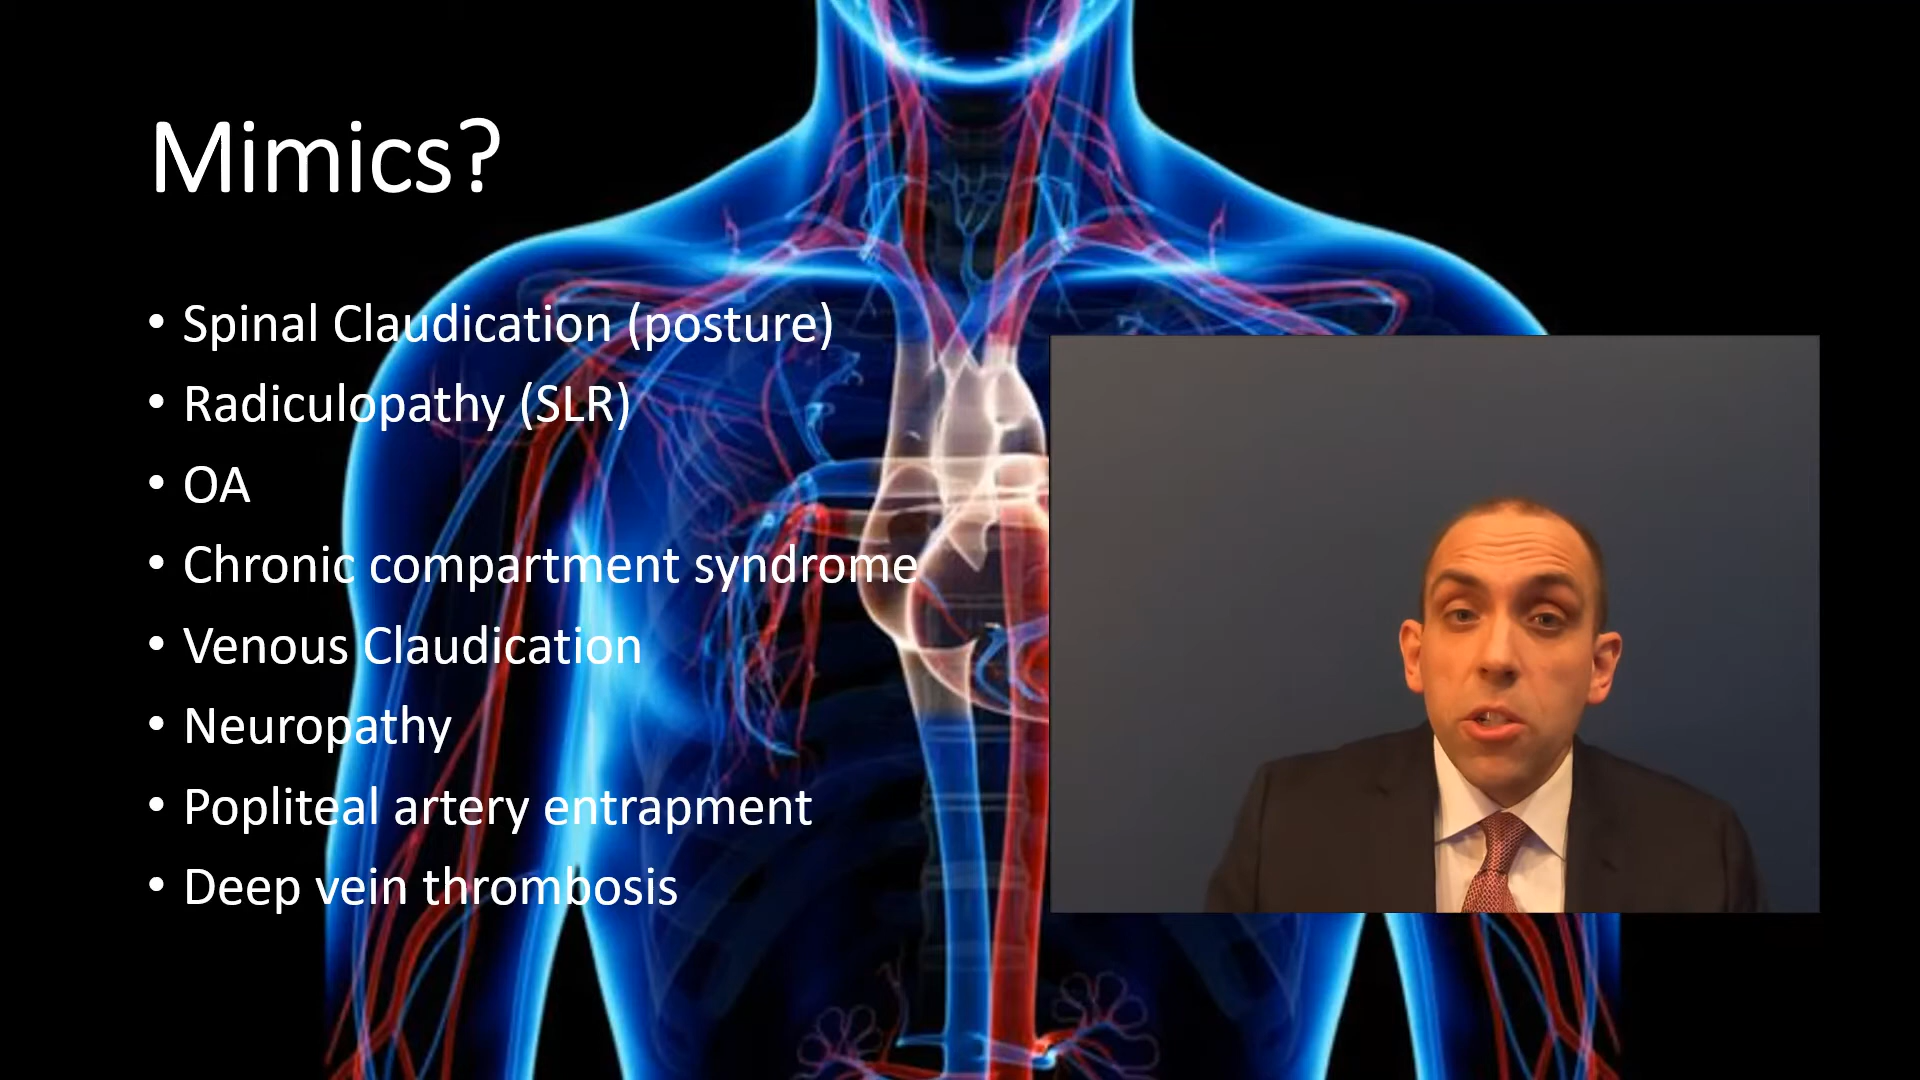 Mimics?
• Spinal Claudication (posture)
• Radiculopathy (SLR)
• OA
• Chronic compartment syndrome
• Venous Claudication
• Neuropathy
• Popliteal artery entrapment
• Deep vein thrombosis